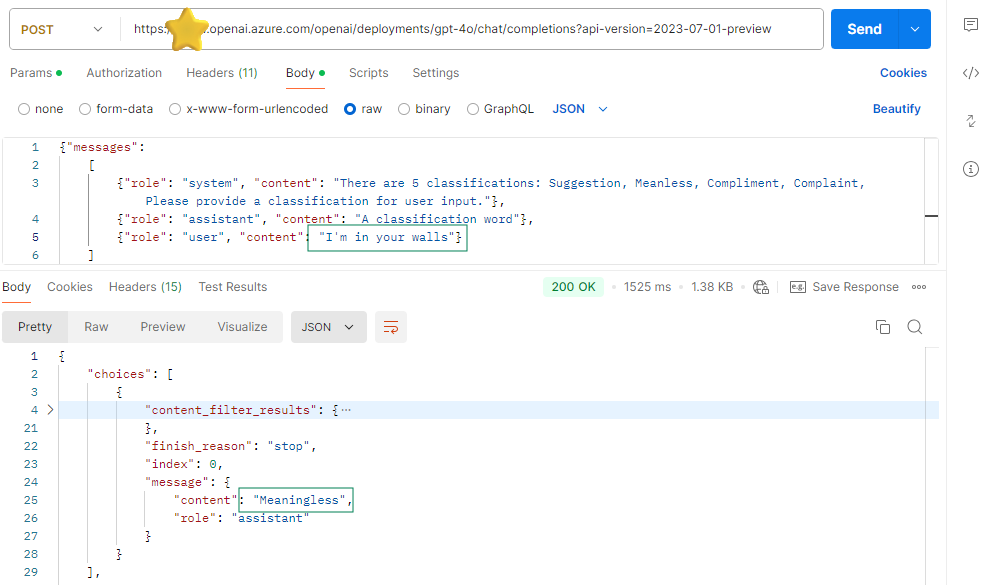 POST https: .openai.azure.com/openai/deployments/gpt-4o/chat/completions?api-version=2023-07-01-preview Send
Params Authorization Headers (11) Body Scripts Settings Cookies
none form-data x-www-form-urlencoded raw binary GraphQL JSON Beautify
1 {"messages":
2 [
3 {"role": "system", "content": "There are 5 classifications: Suggestion, Meanless, Compliment, Complaint,
Please provide a classification for user input."},
4 {"role": "assistant", "content": "A classification word"},
5 {"role": "user", "content": "I'm in your walls"}
6 ]
Body Cookies Headers (15) Test Results 200 OK 1525 ms 1.38 KB e.g. Save Response
Pretty Raw Preview Visualize JSON
1 {
2 "choices": [
3 {
4 "content_filter_results": {…
21 },
22 "finish_reason": "stop",
23 "index": 0,
24 "message": {
25 "content": "Meaningless",
26 "role": "assistant"
27 }
28 }
29 ],